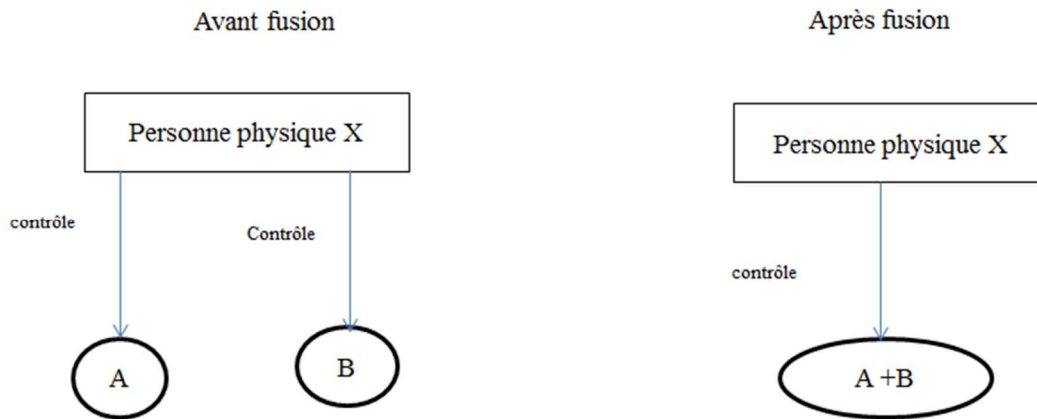 Avant fusion
Personne physique X
contrôle
Contrôle
A
B
Après fusion
Personne physique X
contrôle
A +B